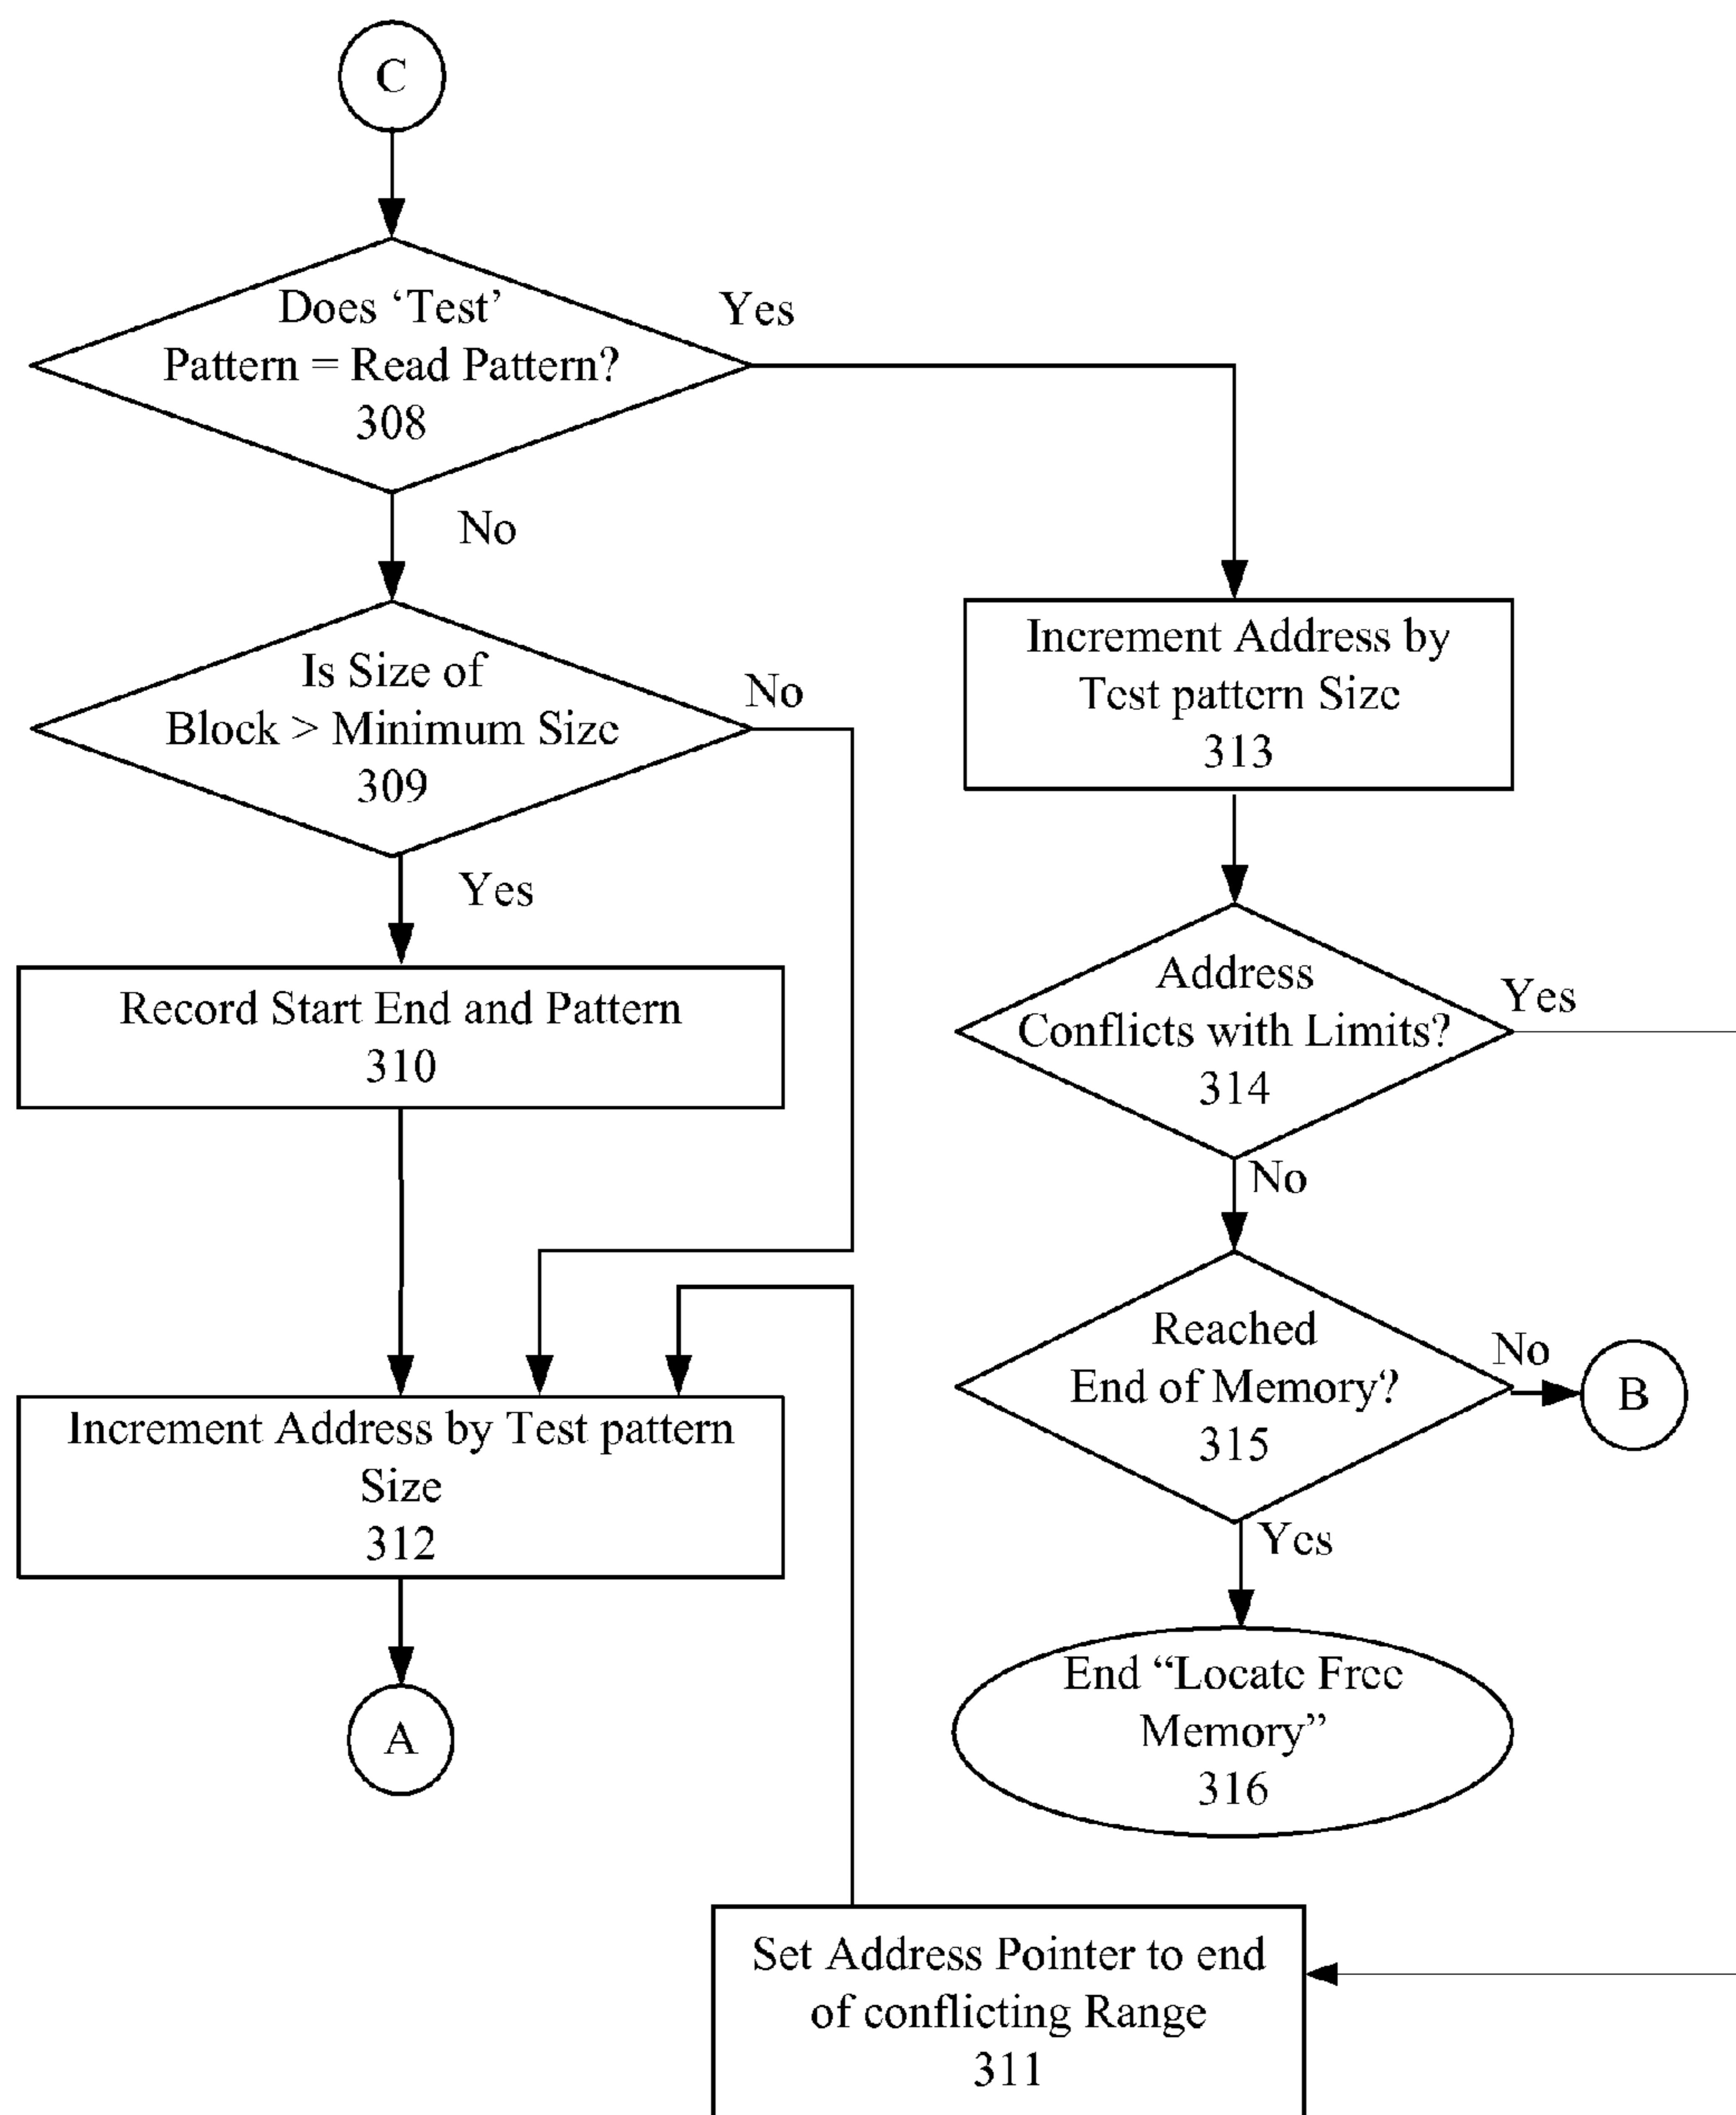 C
Does ‘Test’
Pattern = Read Pattern?
308
Yes
No
Is Size of
Block > Minimum Size
309
No
Yes
Record Start End and Pattern
310
Increment Address by Test pattern
Size
312
A
Increment Address by
Test pattern Size
313
Address
Conflicts with Limits?
314
Yes
No
Reached
End of Memory?
315
No
B
Yes
End “Locate Free
Memory”
316
Set Address Pointer to end
of conflicting Range
311